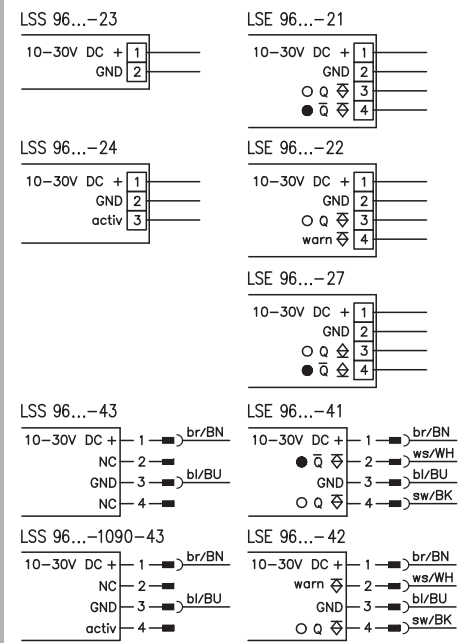 LSS 96...-23
10-30V DC + 1
GND 2
LSE 96...-21
10-30V DC + 1
GND 2
Q 3
Q̅ 4
LSS 96...-24
10-30V DC + 1
GND 2
activ 3
LSE 96...-22
10-30V DC + 1
GND 2
Q 3
warn 4
LSE 96...-27
10-30V DC + 1
GND 2
Q 3
Q̅ 4
LSS 96...-43
10-30V DC + 1 br/BN
NC 2
GND 3 bl/BU
NC 4
LSE 96...-41
10-30V DC + 1 br/BN
Q̅ 2 ws/WH
GND 3 bl/BU
Q 4 sw/BK
LSS 96...-1090-43
10-30V DC + 1 br/BN
NC 2
GND 3 bl/BU
activ 4
LSE 96...-42
10-30V DC + 1 br/BN
warn 2 ws/WH
GND 3 bl/BU
Q 4 sw/BK